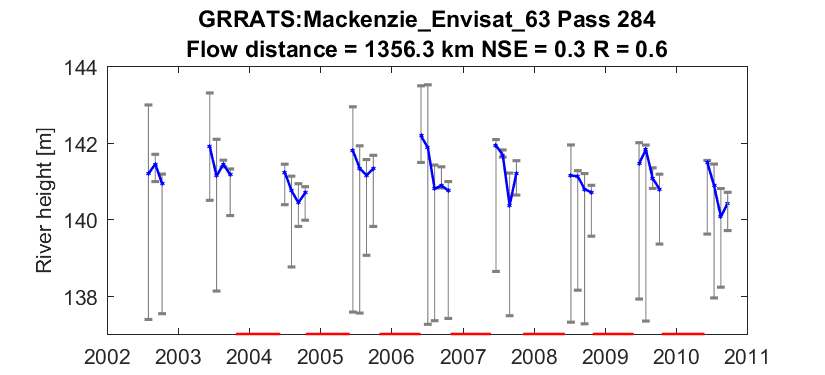 GRRATS:Mackenzie_Envisat_63 Pass 284
Flow distance = 1356.3 km NSE = 0.3 R = 0.6
River height [m]
144
142
140
138
2002 2003 2004 2005 2006 2007 2008 2009 2010 2011